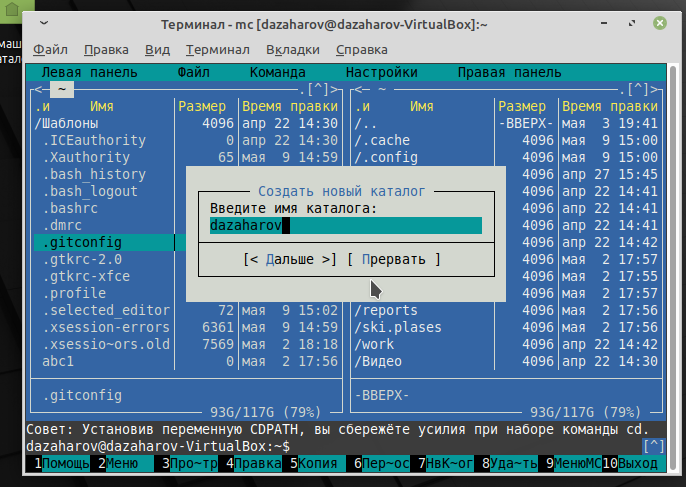 маш
атало
Терминал - mc [dazaharov@dazaharov-VirtualBox]:~
Файл Правка Вид Терминал Вкладки Справка
Левая панель Файл Команда Настройки Правая панель
<─ ~ .[^]> <─ ~ .[^]>
.и Имя Размер Время правки .и Имя Размер Время правки
/Шаблоны 4096 апр 22 14:30 /.. -ВВЕРХ- мая 3 19:41
.ICEauthority 0 апр 22 14:30 /.cache 4096 мая 9 15:00
.Xauthority 65 мая 9 14:59 /.config 4096 мая 9 15:00
.bash_history 4096 апр 27 15:45
.bash_logout 4096 апр 22 14:41
.bashrc 4096 апр 22 14:41
.dmrc 4096 апр 22 14:41
.gitconfig 4096 апр 22 14:42
.gtkrc-2.0 4096 мая 2 17:55
.gtkrc-xfce 4096 мая 2 17:57
.profile 4096 мая 2 17:57
Создать новый каталог
Введите имя каталога:
dazaharov
[< Дальше >] [ Прервать ]
.selected_editor 72 мая 9 15:02 /reports 4096 мая 2 17:57
.xsession-errors 6361 мая 9 14:59 /ski.plases 4096 мая 2 17:56
.xsessio~ors.old 7569 мая 2 18:18 /work 4096 апр 22 14:42
abc1 0 мая 2 17:56 /Видео 4096 апр 22 14:30
.gitconfig -ВВЕРХ-
93G/117G (79%) 93G/117G (79%)
Совет: Установив переменную CDPATH, вы сбережёте усилия при наборе команды cd.
dazaharov@dazaharov-VirtualBox:~$ [^]
1Помощь 2Меню 3Про~тр 4Правка 5Копия 6Пер~ос 7НвК~ог 8Уда~ть 9МенюМС 10Выход